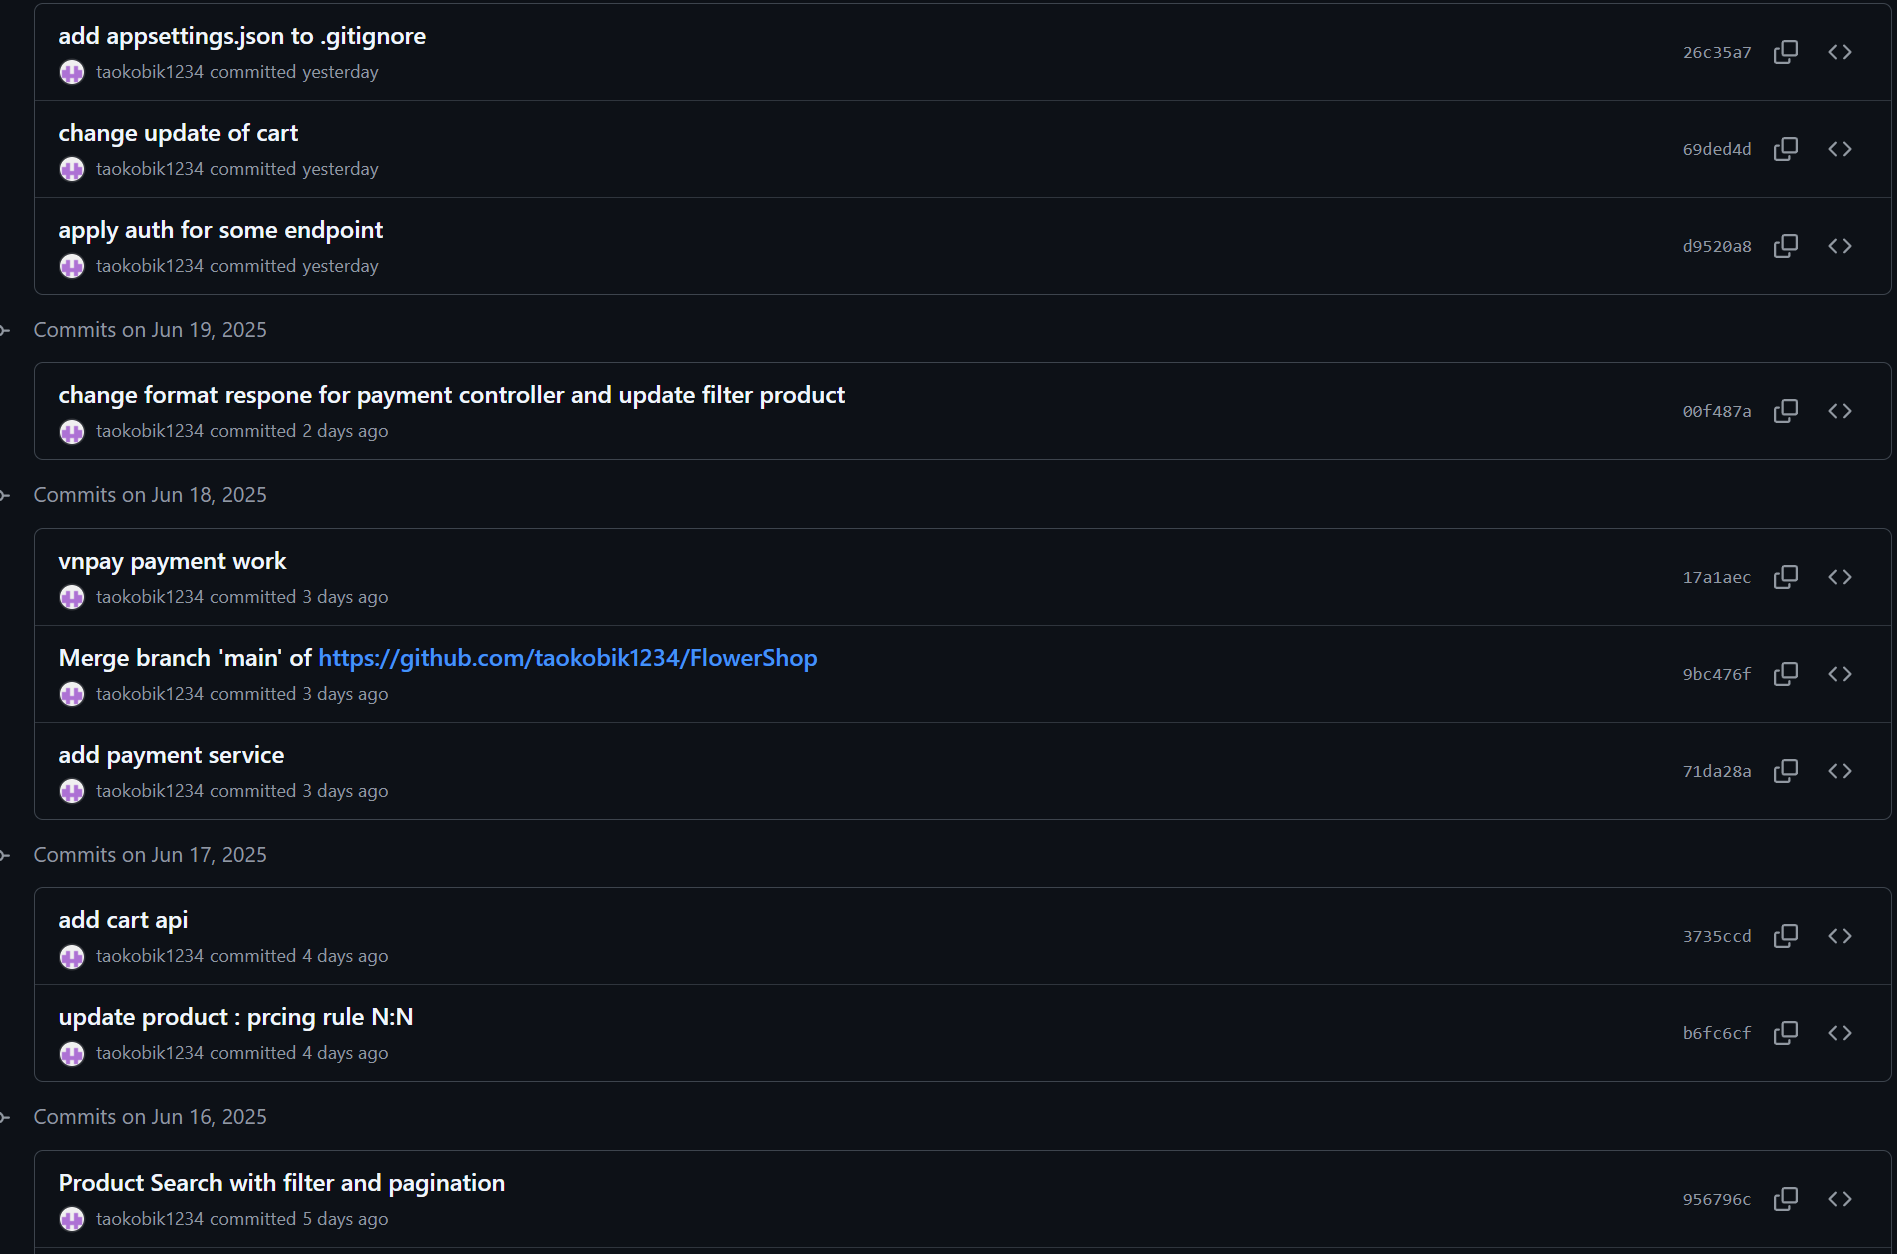 add appsettings.json to .gitignore
taokobik1234 committed yesterday
26c35a7
change update of cart
taokobik1234 committed yesterday
69ded4d
apply auth for some endpoint
taokobik1234 committed yesterday
d9520a8
Commits on Jun 19, 2025
change format respone for payment controller and update filter product
taokobik1234 committed 2 days ago
00f487a
Commits on Jun 18, 2025
vnpay payment work
taokobik1234 committed 3 days ago
17a1aec
Merge branch 'main' of https://github.com/taokobik1234/FlowerShop
taokobik1234 committed 3 days ago
9bc476f
add payment service
taokobik1234 committed 3 days ago
71da28a
Commits on Jun 17, 2025
add cart api
taokobik1234 committed 4 days ago
3735ccd
update product : prcing rule N:N
taokobik1234 committed 4 days ago
b6fc6cf
Commits on Jun 16, 2025
Product Search with filter and pagination
taokobik1234 committed 5 days ago
956796c